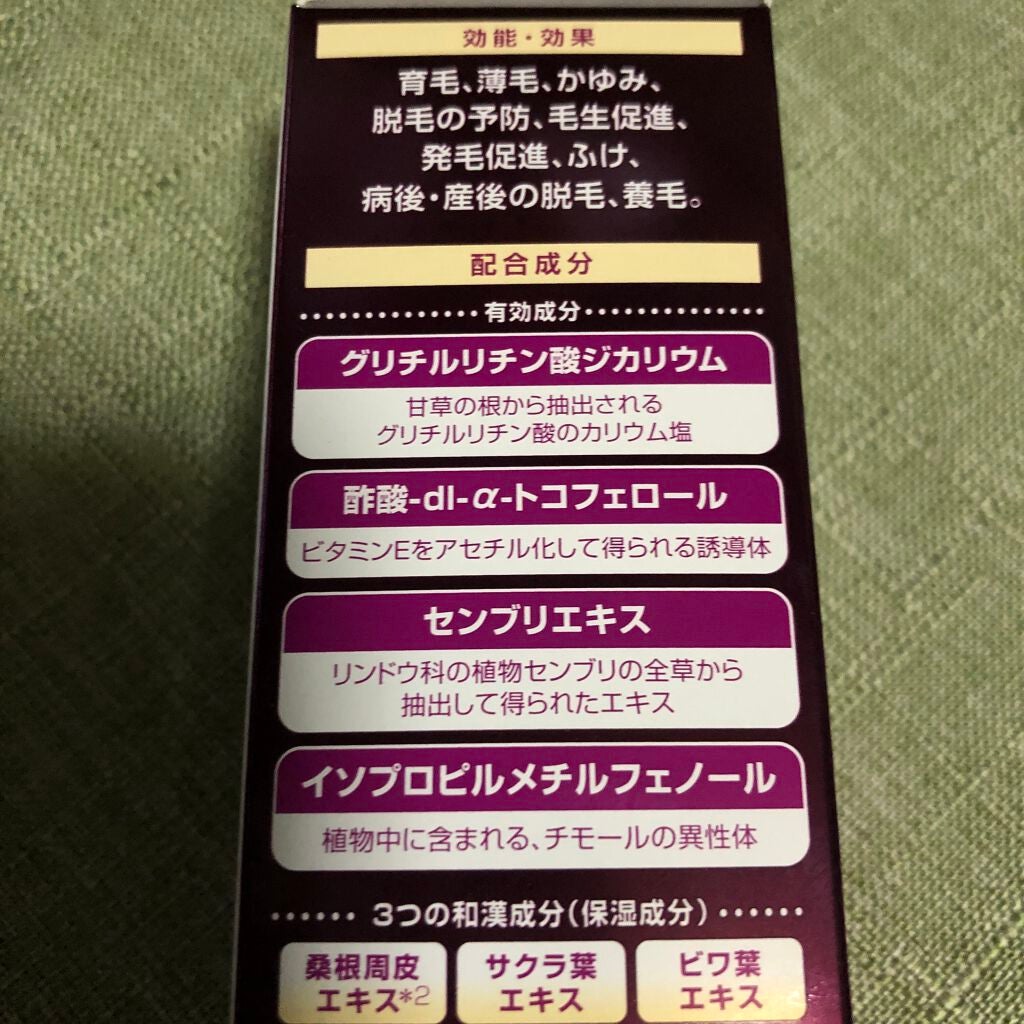 効能・効果
育毛、薄毛、かゆみ、
脱毛の予防、毛生促進、
発毛促進、ふけ、
病後・産後の脱毛、養毛。
配合成分
有効成分
グリチルリチン酸ジカリウム
甘草の根から抽出される
グリチルリチン酸のカリウム塩
酢酸-dl-α-トコフェロール
ビタミンEをアセチル化して得られる誘導体
センブリエキス
リンドウ科の植物センブリの全草から
抽出して得られたエキス
イソプロピルメチルフェノール
植物中に含まれる、チモールの異性体
3つの和漢成分(保湿成分)
桑根周皮
エキス*2
サクラ葉
エキス
ビワ葉
エキス